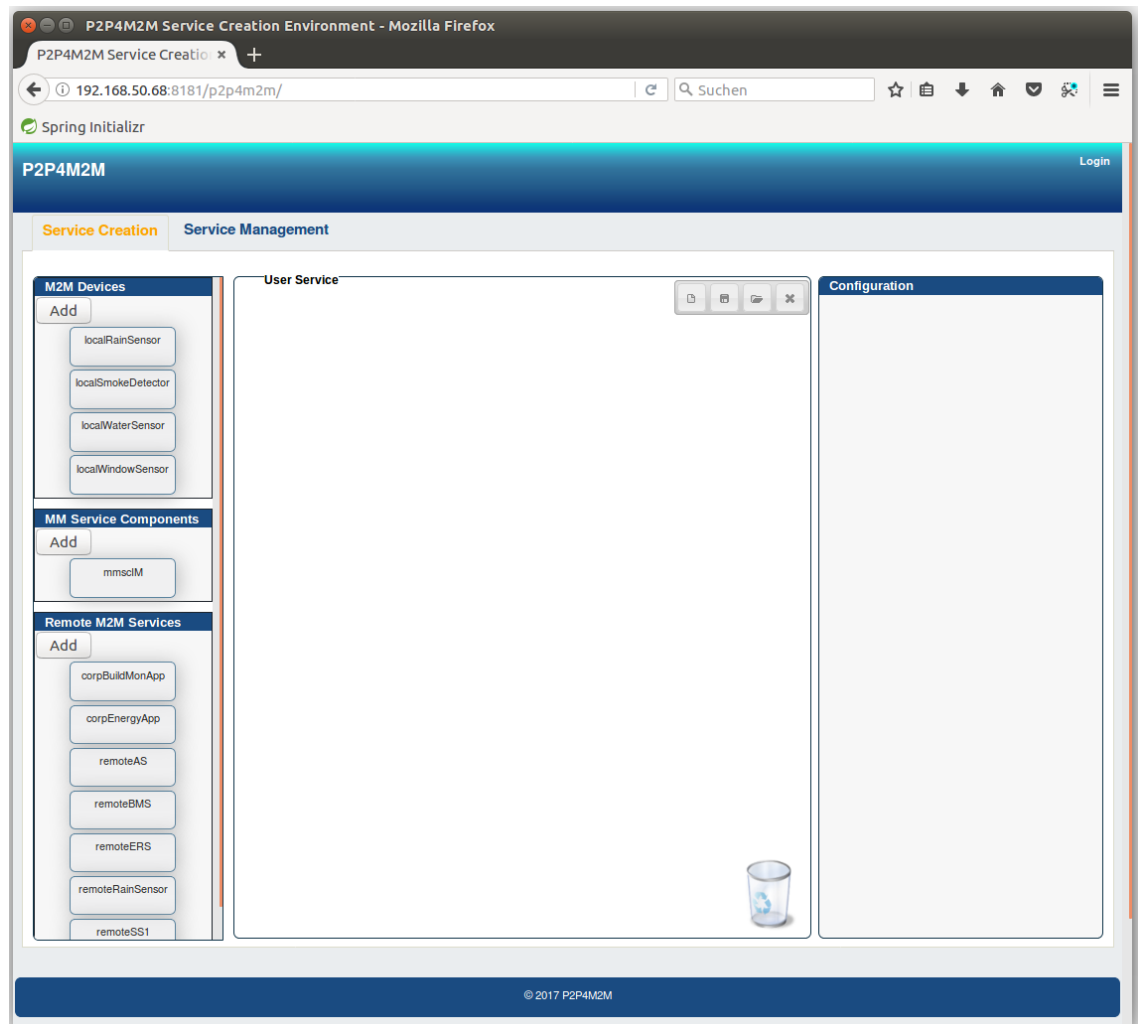 P2P4M2M Service Creation Environment - Mozilla Firefox
P2P4M2M Service Creatio
192.168.50.68:8181/p2p4m2m/
Suchen
Spring Initializr
P2P4M2M
Login
Service Creation
Service Management
M2M Devices
Add
localRainSensor
localSmokeDetector
localWaterSensor
localWindowSensor
MM Service Components
Add
mmscIM
Remote M2M Services
Add
corpBuildMonApp
corpEnergyApp
remoteAS
remoteBMS
remoteERS
remoteRainSensor
remoteSS1
User Service
Configuration
© 2017 P2P4M2M